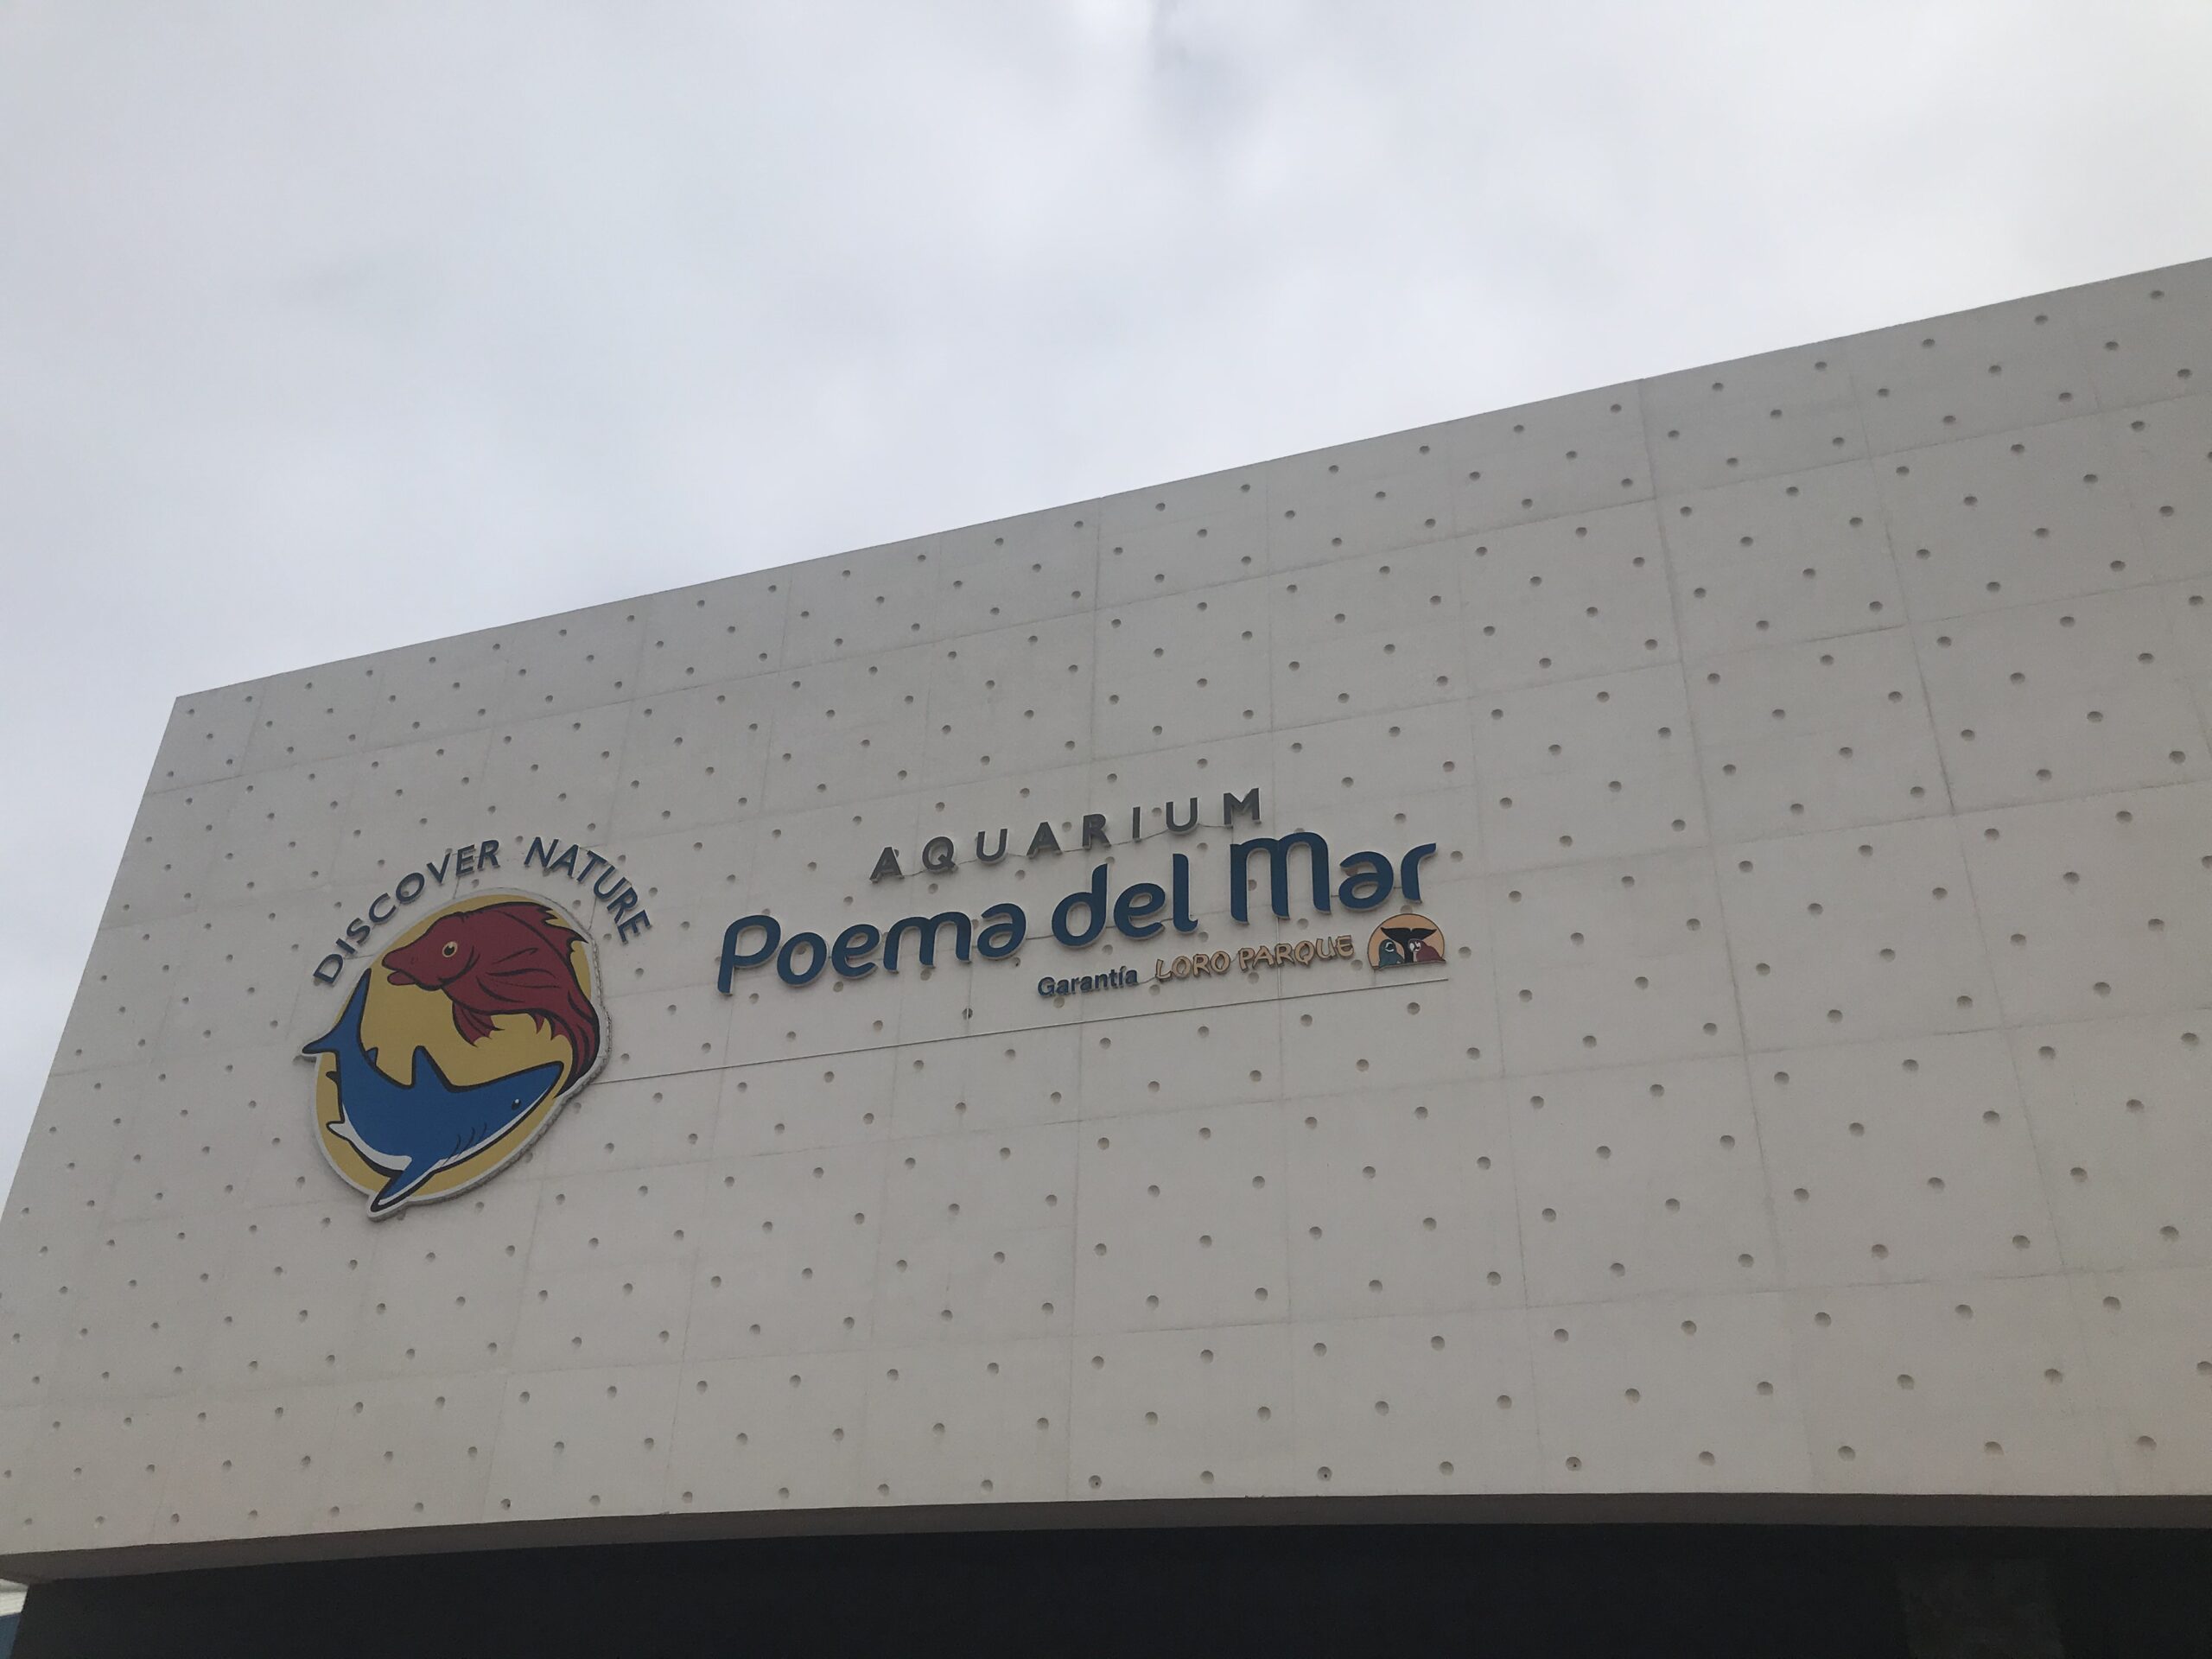 DISCOVER NATURE
AQUARIUM
Poema del Mar
Garantía LORO PARQUE